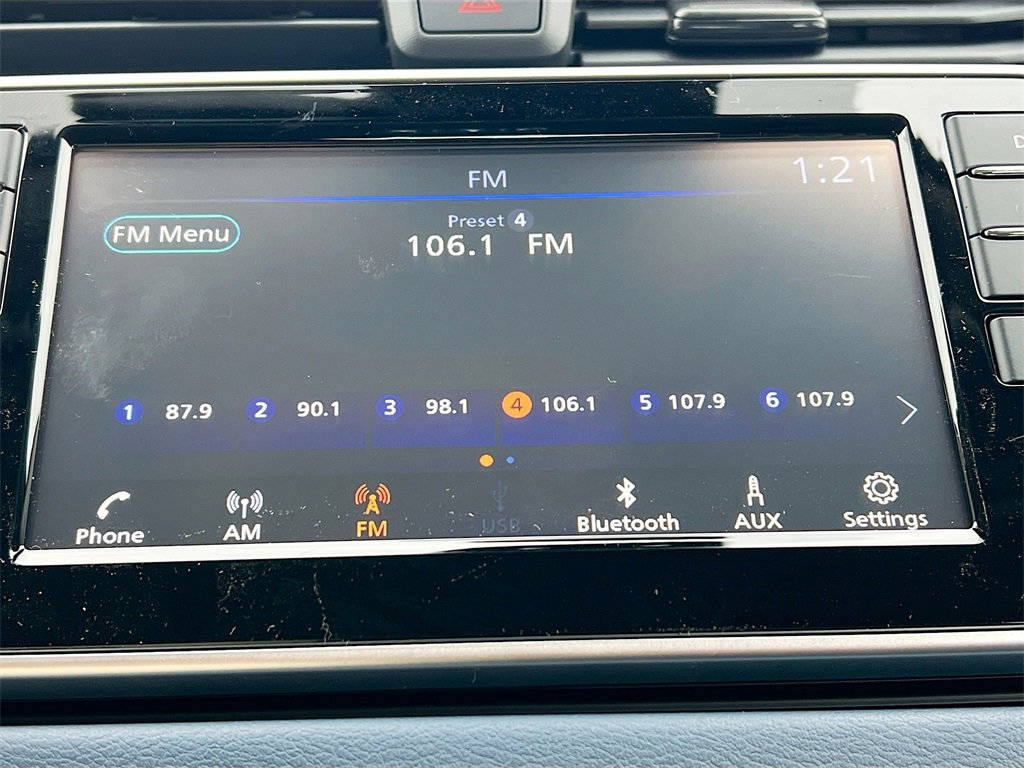 FM 1:21
FM Menu
Preset 4
106.1 FM
1 87.9 2 90.1 3 98.1 4 106.1 5 107.9 6 107.9
Phone AM FM USB Bluetooth AUX Settings